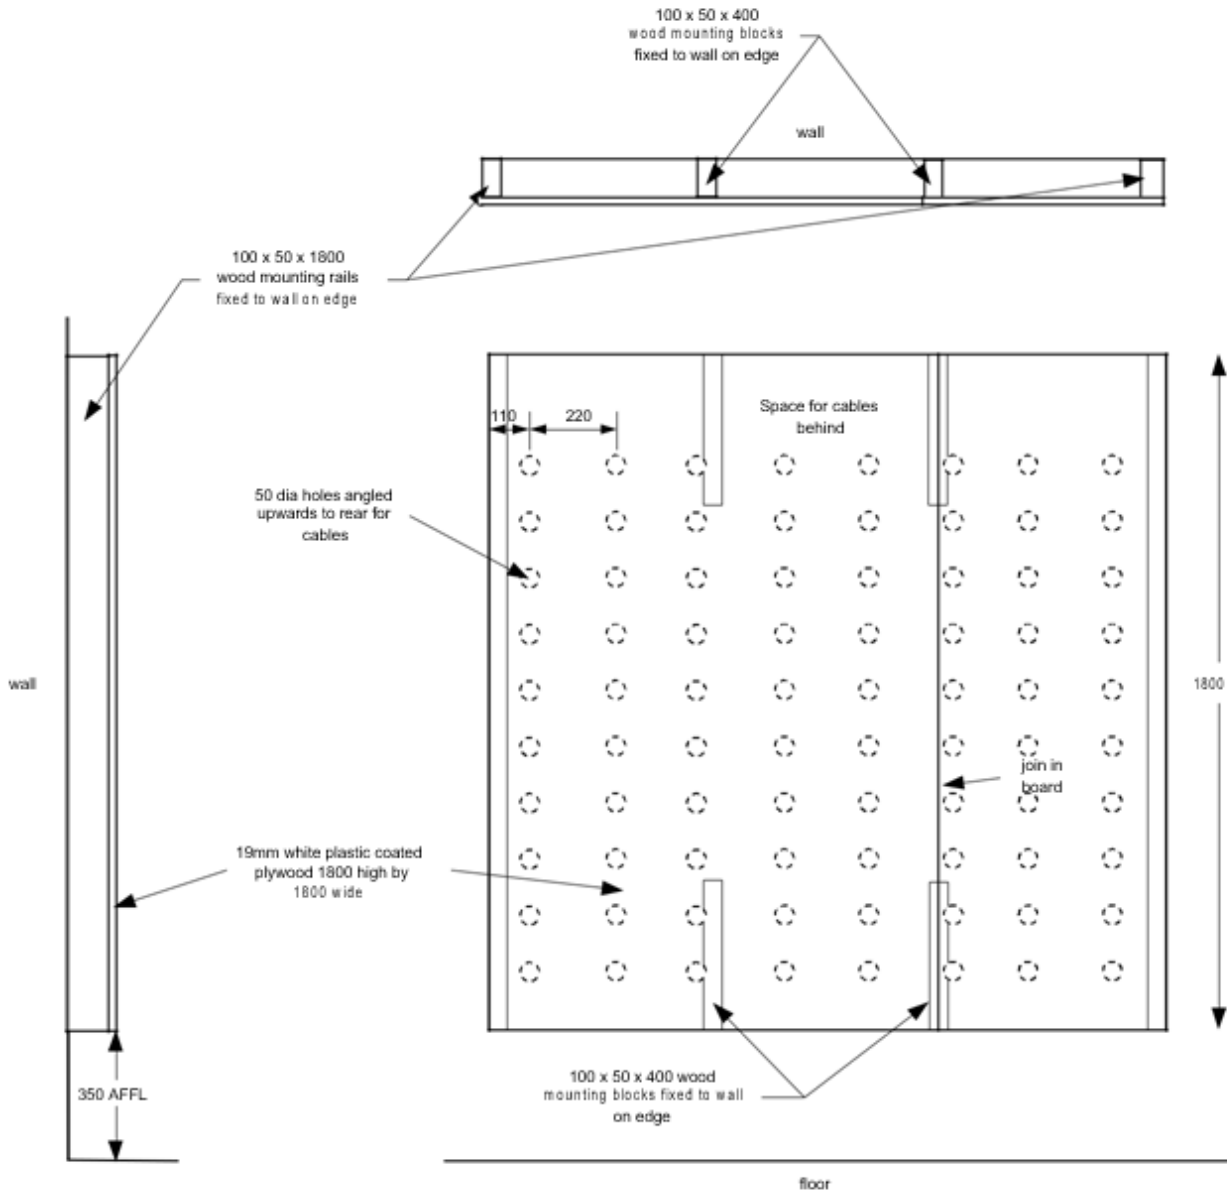 100 x 50 x 400
wood mounting blocks
fixed to wall on edge
wall
100 x 50 x 1800
wood mounting rails
fixed to wall on edge
110
220
Space for cables
behind
50 dia holes angled
upwards to rear for
cables
wall
1800
join in
board
19mm white plastic coated
plywood 1800 high by
1800 wide
350 AFFL
100 x 50 x 400 wood
mounting blocks fixed to wall
on edge
floor